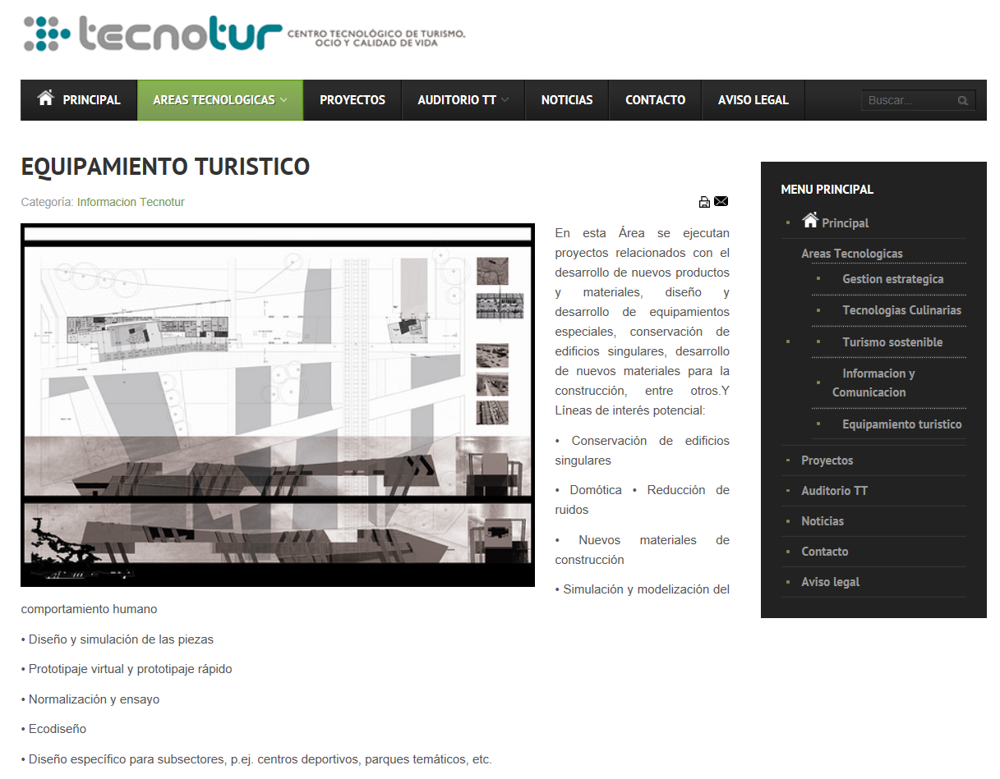 tecnotur CENTRO TECNOLÓGICO DE TURISMO,
OCIO Y CALIDAD DE VIDA
PRINCIPAL AREAS TECNOLOGICAS PROYECTOS AUDITORIO TT NOTICIAS CONTACTO AVISO LEGAL Buscar...
EQUIPAMIENTO TURISTICO
Categoría: Informacion Tecnotur
En esta Área se ejecutan
proyectos relacionados con el
desarrollo de nuevos productos
y materiales, diseño y
desarrollo de equipamientos
especiales, conservación de
edificios singulares, desarrollo
de nuevos materiales para la
construcción, entre otros.Y
Líneas de interés potencial:
• Conservación de edificios
singulares
• Domótica • Reducción de
ruidos
• Nuevos materiales de
construcción
• Simulación y modelización del
comportamiento humano
• Diseño y simulación de las piezas
• Prototipaje virtual y prototipaje rápido
• Normalización y ensayo
• Ecodiseño
• Diseño específico para subsectores, p.ej. centros deportivos, parques temáticos, etc.
MENU PRINCIPAL
Principal
Areas Tecnologicas
Gestion estrategica
Tecnologias Culinarias
Turismo sostenible
Informacion y
Comunicacion
Equipamiento turistico
Proyectos
Auditorio TT
Noticias
Contacto
Aviso legal